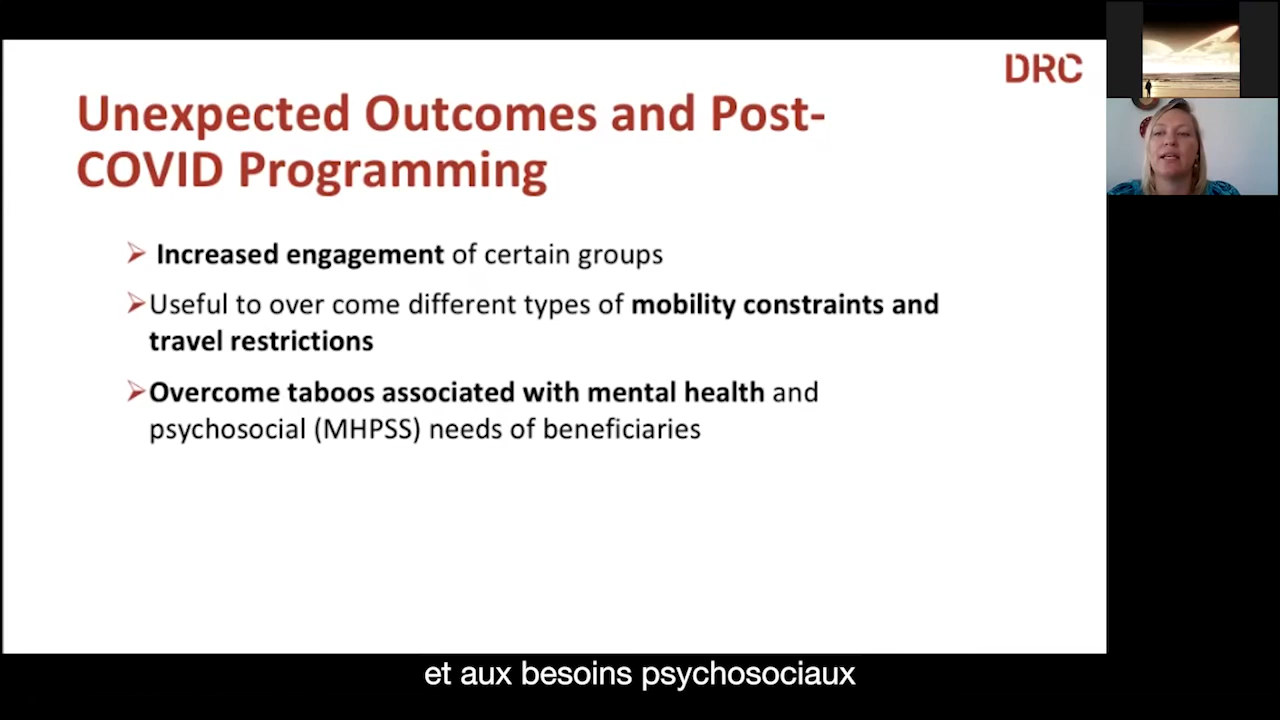 DRC
Unexpected Outcomes and Post-
COVID Programming
➢ Increased engagement of certain groups
➢Useful to over come different types of mobility constraints and
travel restrictions
➢Overcome taboos associated with mental health and
psychosocial (MHPSS) needs of beneficiaries
et aux besoins psychosociaux